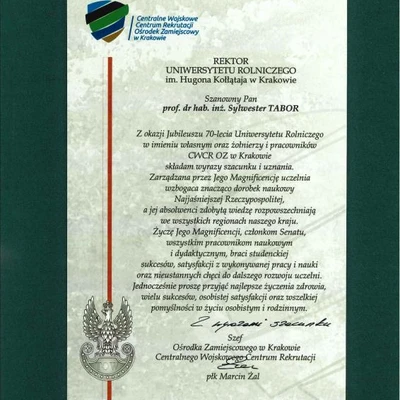 Centralne Wojskowe
Centrum Rekrutacji
Ośrodek Zamiejscowy
w Krakowie
REKTOR
UNIWERSYTETU ROLNICZEGO
im. Hugona Kołłątaja w Krakowie
Szanowny Pan
prof. dr hab. inż. Sylwester TABOR
Z okazji Jubileuszu 70-lecia Uniwersytetu Rolniczego
w imieniu własnym oraz żołnierzy i pracowników
CWCR OZ w Krakowie
składam wyrazy szacunku i uznania.
Zarządzana przez Jego Magnificencję uczelnia
wzbogaca znacząco dorobek naukowy
Najjaśniejszej Rzeczypospolitej,
a jej absolwenci zdobytą wiedzę rozpowszechniają
we wszystkich regionach naszego kraju.
Życzę Jego Magnificencji, członkom Senatu,
wszystkim pracownikom naukowym
i dydaktycznym, braci studenckiej
sukcesów, satysfakcji z wykonywanej pracy i nauki
oraz nieustannych chęci do dalszego rozwoju uczelni.
Jednocześnie proszę przyjąć najlepsze życzenia zdrowia,
wielu sukcesów, osobistej satysfakcji oraz wszelkiej
pomyślności w życiu osobistym i rodzinnym.
Z wyrazami szacunku
Szef
Ośrodka Zamiejscowego w Krakowie
Centralnego Wojskowego Centrum Rekrutacji
płk Marcin Żal